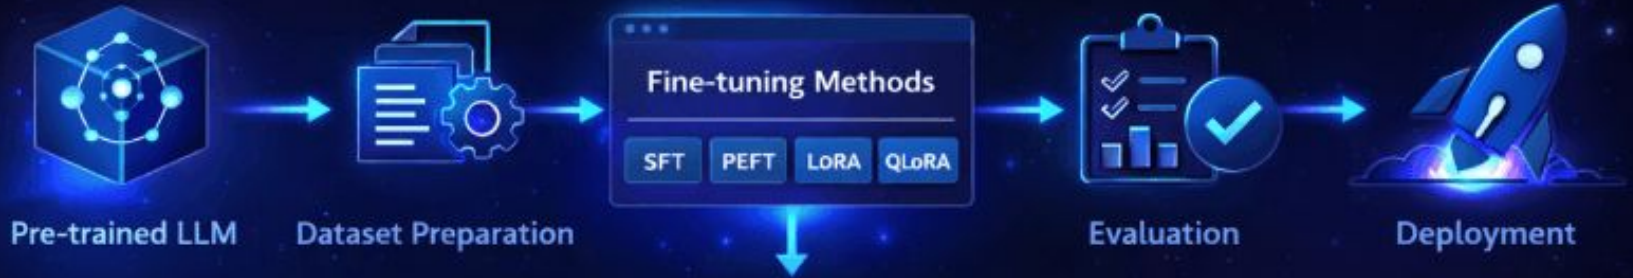 Fine-tuning Methods
SFT PEFT LoRA QLoRA
Pre-trained LLM
Dataset Preparation
Evaluation
Deployment